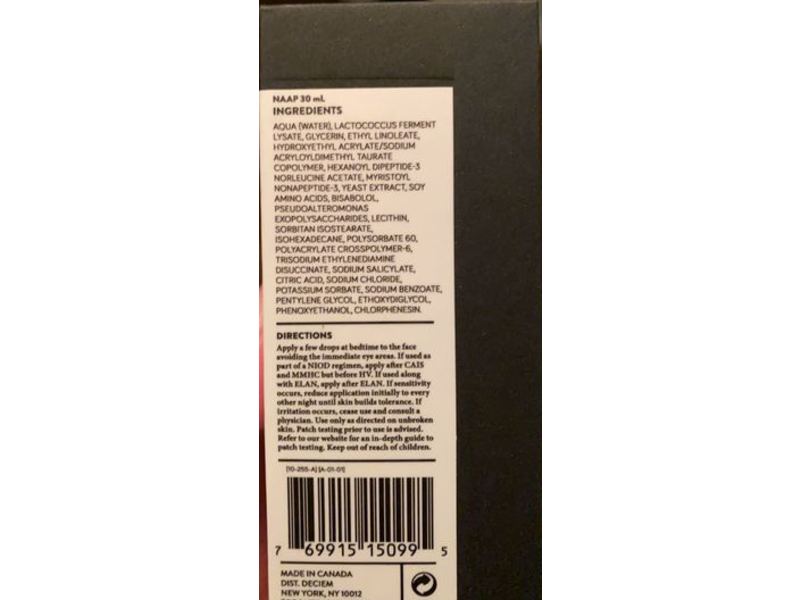 NAAP 30 mL
INGREDIENTS
AQUA (WATER), LACTOCOCCUS FERMENT
LYSATE, GLYCERIN, ETHYL LINOLEATE,
HYDROXYETHYL ACRYLATE/SODIUM
ACRYLOYLDIMETHYL TAURATE
COPOLYMER, HEXANOYL DIPEPTIDE-3
NORLEUCINE ACETATE, MYRISTOYL
NONAPEPTIDE-3, YEAST EXTRACT, SOY
AMINO ACIDS, BISABOLOL,
PSEUDOALTEROMONAS
EXOPOLYSACCHARIDES, LECITHIN,
SORBITAN ISOSTEARATE,
ISOHEXADECANE, POLYSORBATE 60,
POLYACRYLATE CROSSPOLYMER-6,
TRISODIUM ETHYLENEDIAMINE
DISUCCINATE, SODIUM SALICYLATE,
CITRIC ACID, SODIUM CHLORIDE,
POTASSIUM SORBATE, SODIUM BENZOATE,
PENTYLENE GLYCOL, ETHOXYDIGLYCOL,
PHENOXYETHANOL, CHLORPHENESIN.
DIRECTIONS
Apply a few drops at bedtime to the face
avoiding the immediate eye areas. If used as
part of a NIOD regimen, apply after CAIS
and MMHC but before HV. If used along
with ELAN, apply after ELAN. If sensitivity
occurs, reduce application initially to every
other night until skin builds tolerance. If
irritation occurs, cease use and consult a
physician. Use only as directed on unbroken
skin. Patch testing prior to use is advised.
Refer to our website for an in-depth guide to
patch testing. Keep out of reach of children.
[10-255-A] [A-01-01]
7 69915 15099 5
MADE IN CANADA
DIST. DECIEM
NEW YORK, NY 10012